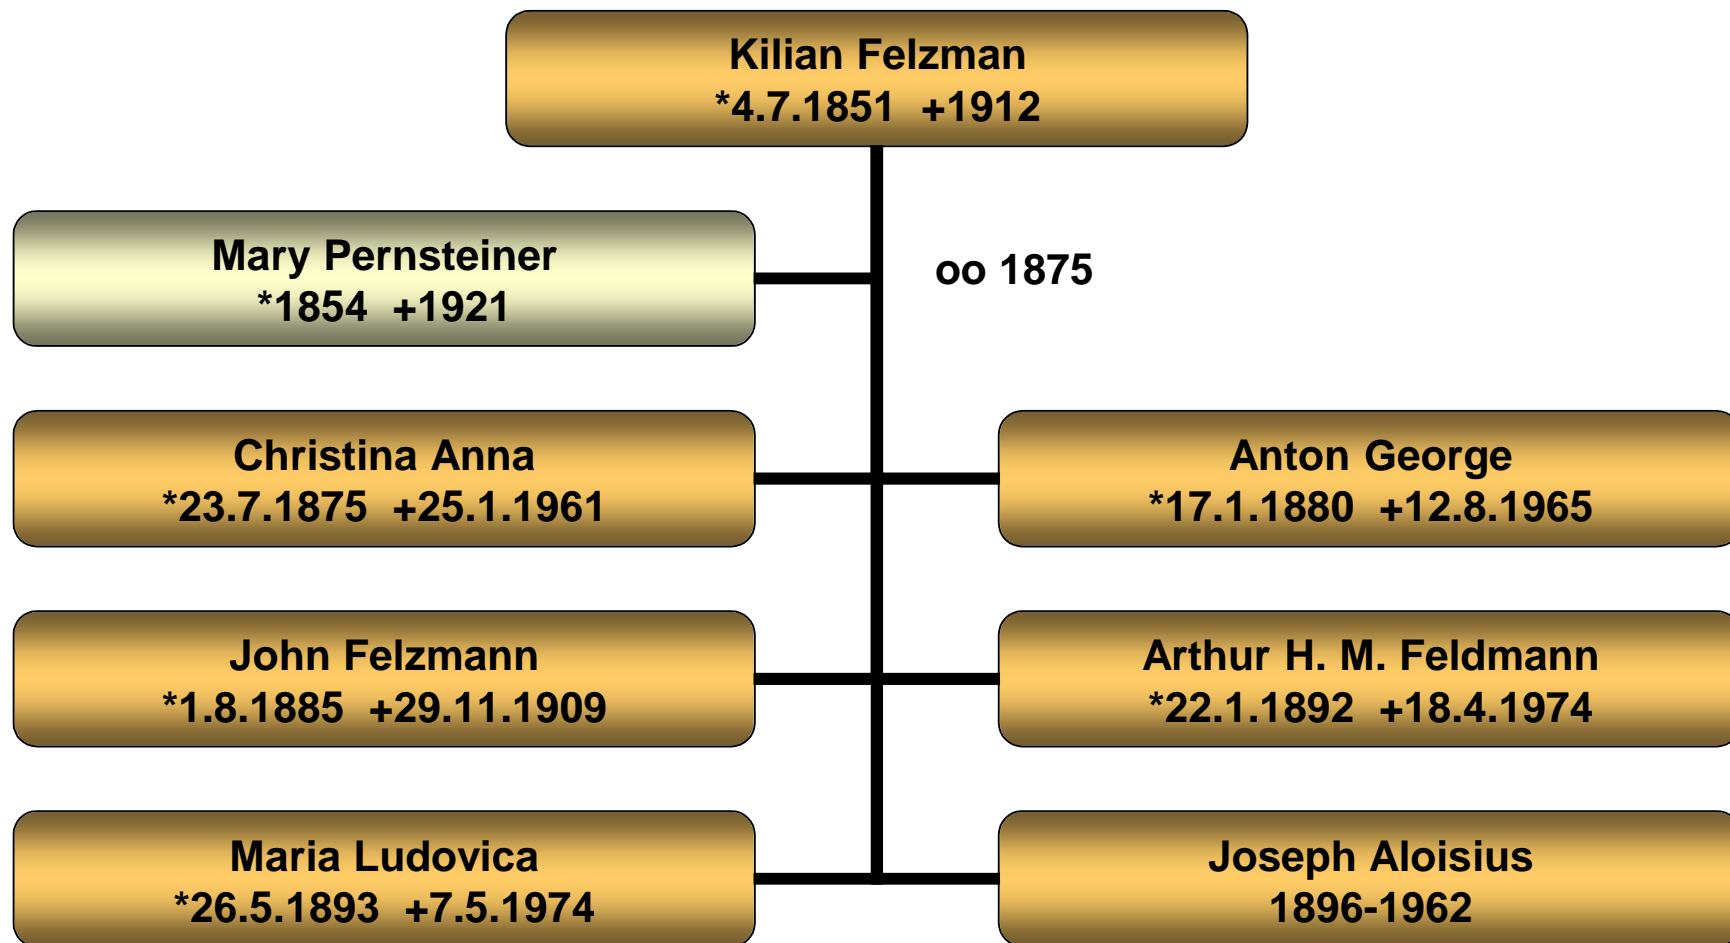 Kilian Felzman
*4.7.1851 +1912
Mary Pernsteiner
*1854 +1921
oo 1875
Christina Anna
*23.7.1875 +25.1.1961
Anton George
*17.1.1880 +12.8.1965
John Felzmann
*1.8.1885 +29.11.1909
Arthur H. M. Feldmann
*22.1.1892 +18.4.1974
Maria Ludovica
*26.5.1893 +7.5.1974
Joseph Aloisius
1896-1962